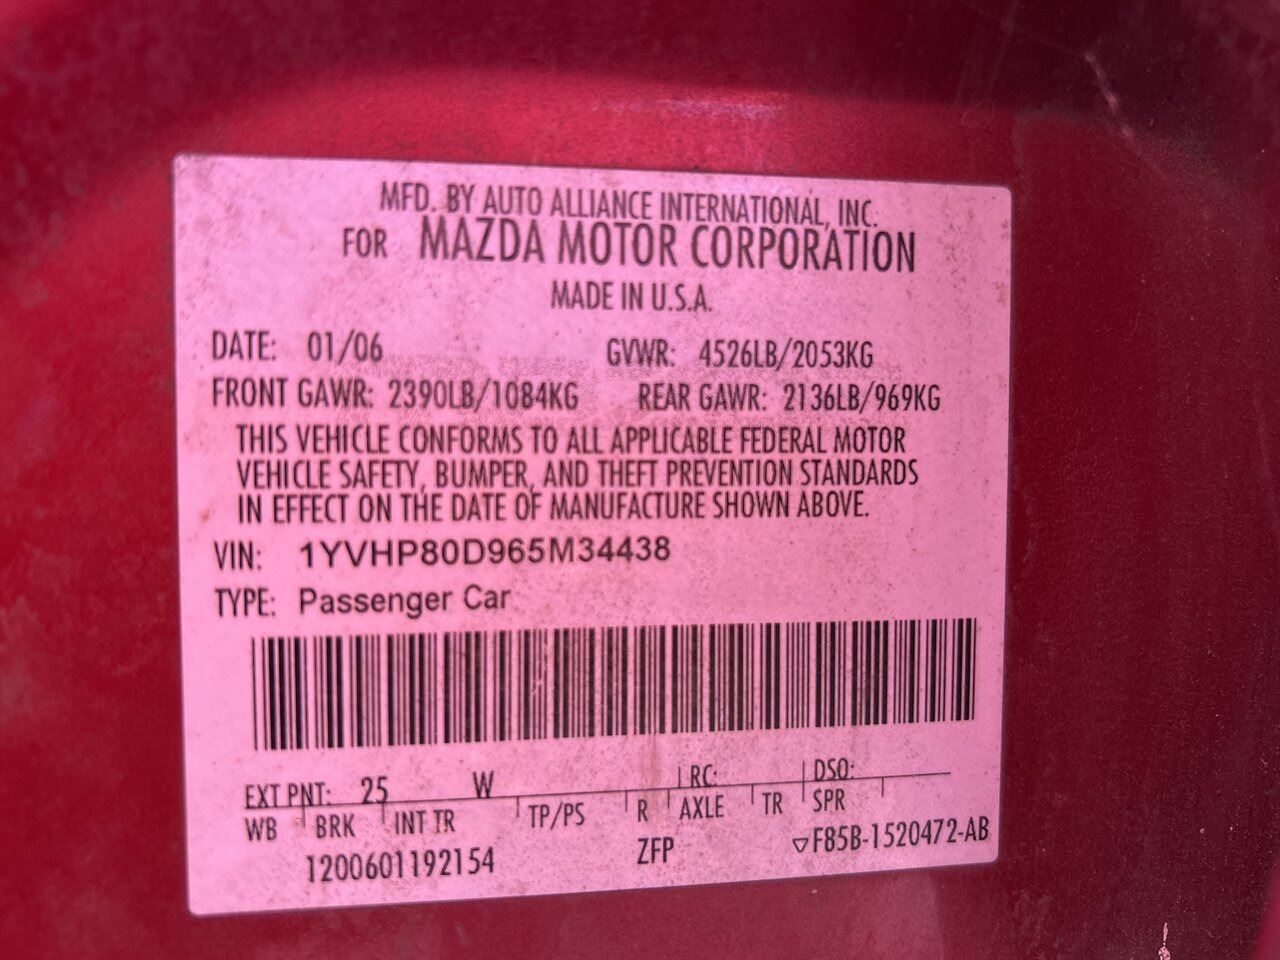 MFD. BY AUTO ALLIANCE INTERNATIONAL, INC.
FOR MAZDA MOTOR CORPORATION
MADE IN U.S.A.
DATE: 01/06 GVWR: 4526LB/2053KG
FRONT GAWR: 2390LB/1084KG REAR GAWR: 2136LB/969KG
THIS VEHICLE CONFORMS TO ALL APPLICABLE FEDERAL MOTOR
VEHICLE SAFETY, BUMPER, AND THEFT PREVENTION STANDARDS
IN EFFECT ON THE DATE OF MANUFACTURE SHOWN ABOVE.
VIN: 1YVHP80D965M34438
TYPE: Passenger Car
EXT PNT: 25 W RC: DSO:
WB BRK INT TR TP/PS R AXLE TR SPR
1200601192154 ZFP ▽F85B-1520472-AB